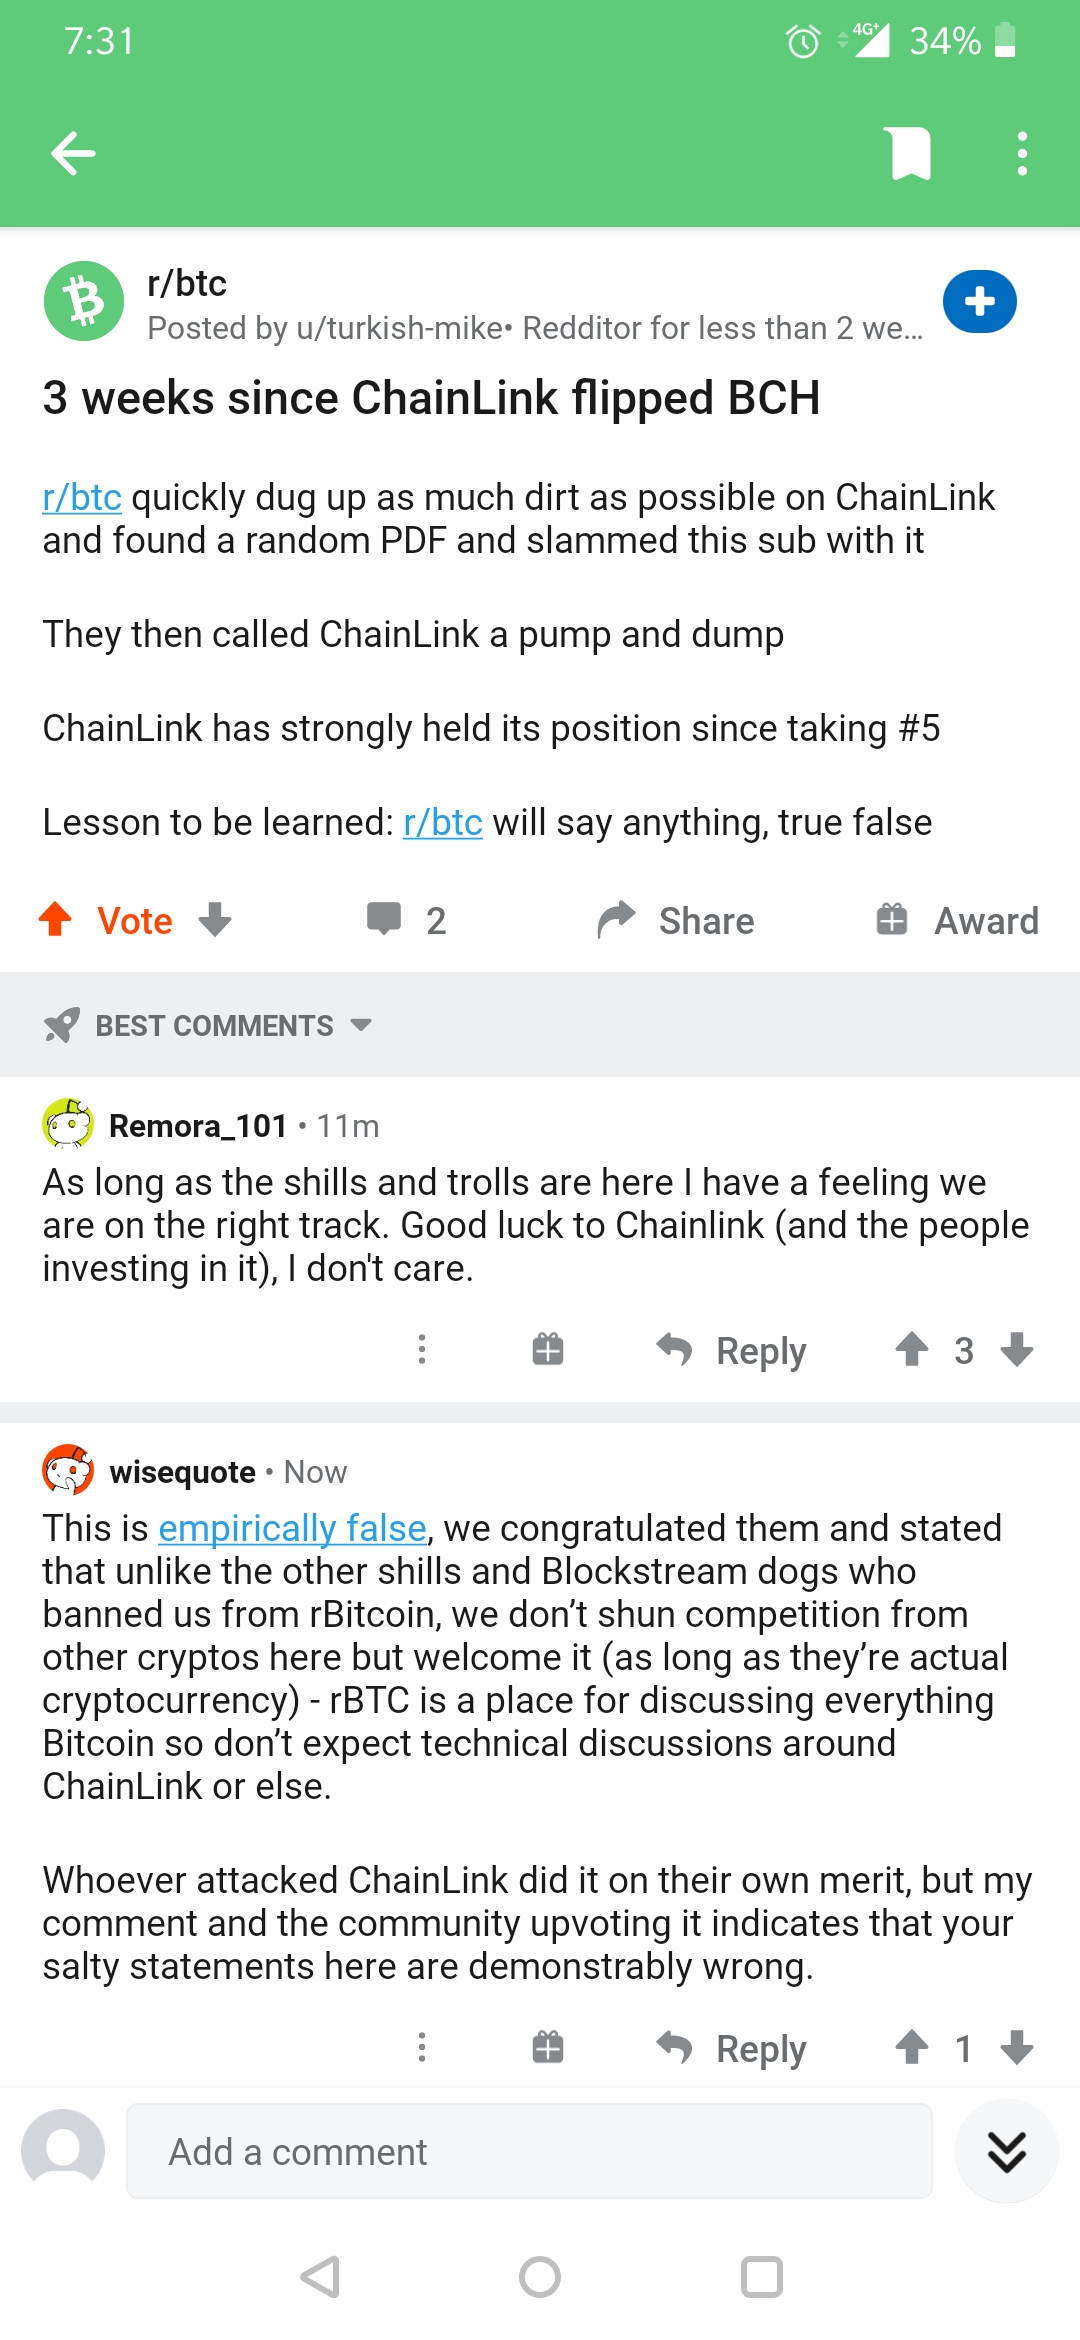 7:31
4G+ 34%
r/btc
Posted by u/turkish-mike• Redditor for less than 2 we...
3 weeks since ChainLink flipped BCH
r/btc quickly dug up as much dirt as possible on ChainLink
and found a random PDF and slammed this sub with it
They then called ChainLink a pump and dump
ChainLink has strongly held its position since taking #5
Lesson to be learned: r/btc will say anything, true false
Vote 2 Share Award
BEST COMMENTS
Remora_101 • 11m
As long as the shills and trolls are here I have a feeling we
are on the right track. Good luck to Chainlink (and the people
investing in it), I don't care.
Reply 3
wisequote • Now
This is empirically false, we congratulated them and stated
that unlike the other shills and Blockstream dogs who
banned us from rBitcoin, we don’t shun competition from
other cryptos here but welcome it (as long as they’re actual
cryptocurrency) - rBTC is a place for discussing everything
Bitcoin so don’t expect technical discussions around
ChainLink or else.
Whoever attacked ChainLink did it on their own merit, but my
comment and the community upvoting it indicates that your
salty statements here are demonstrably wrong.
Reply 1
Add a comment